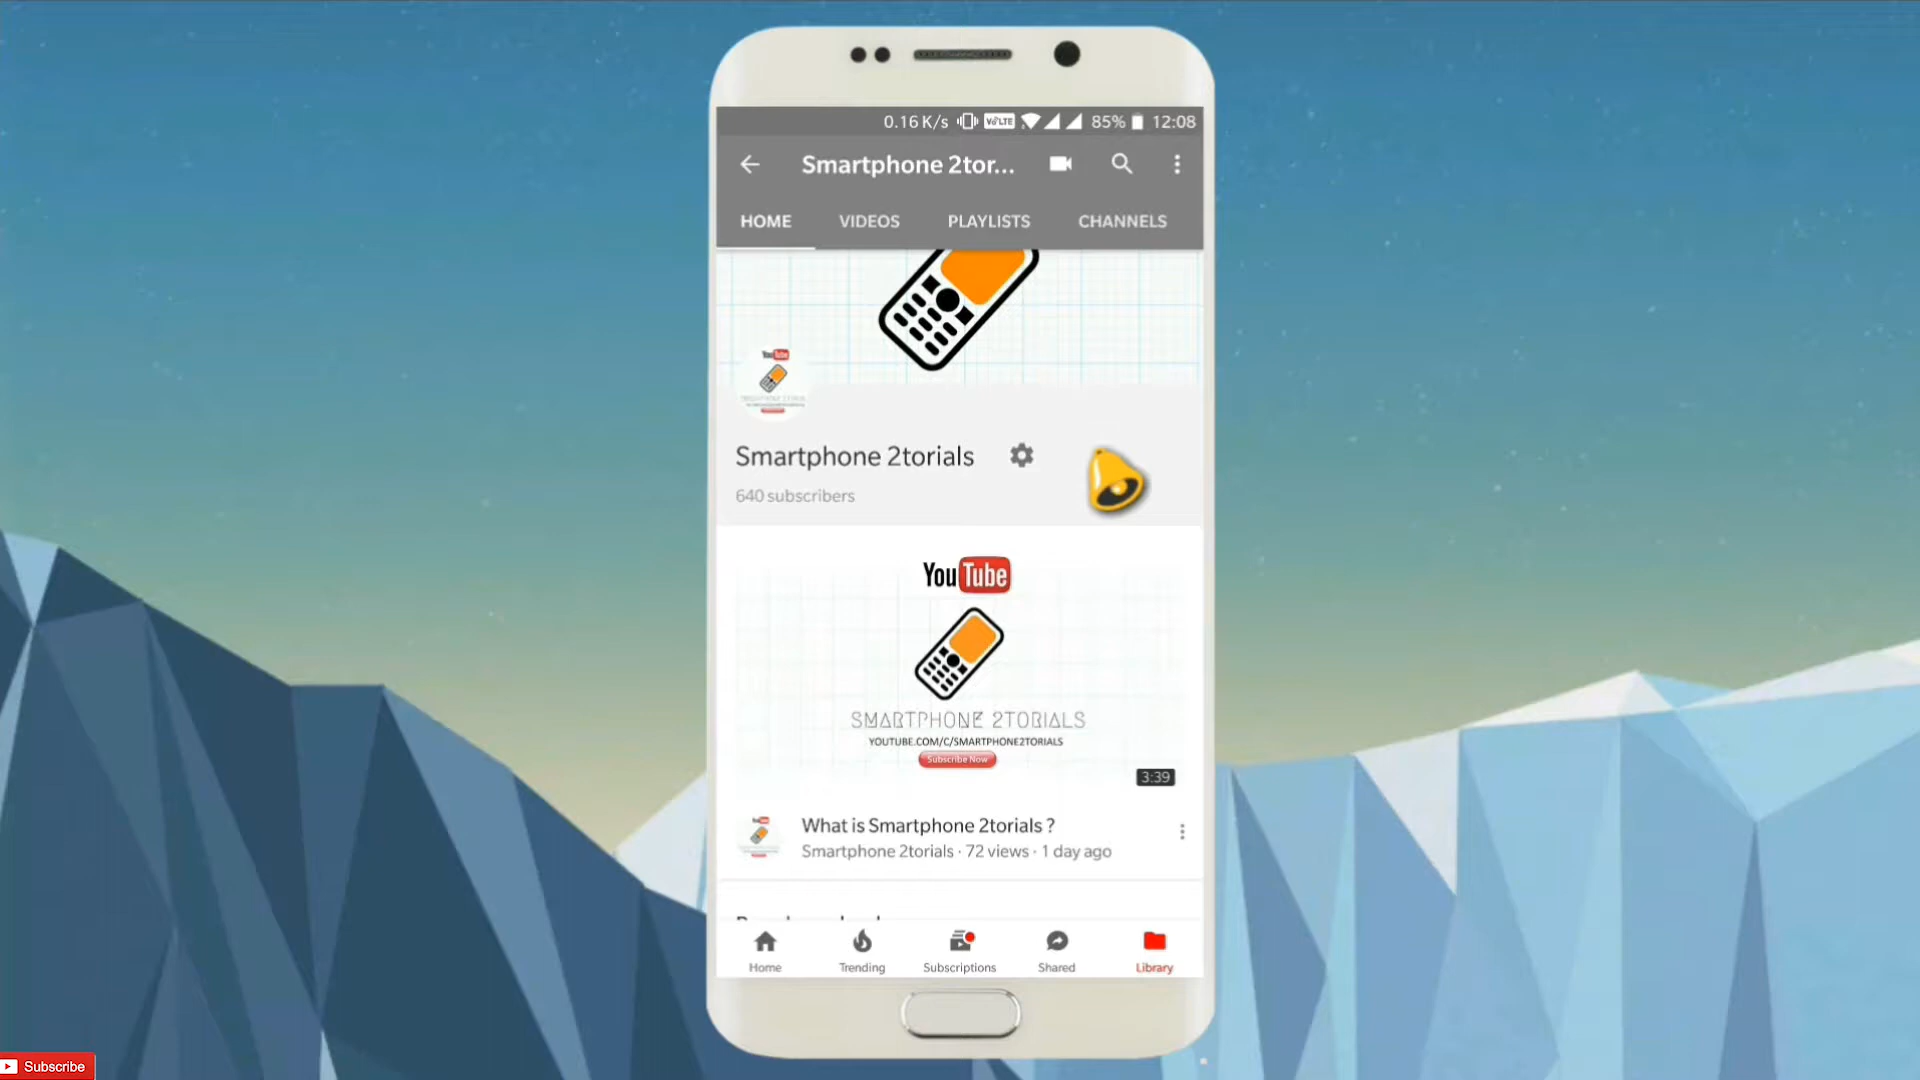 0.16 K/s VoLTE 85% 12:08
Smartphone 2tor...
HOME VIDEOS PLAYLISTS CHANNELS
YouTube
Smartphone 2torials
640 subscribers
YouTube
SMARTPHONE 2TORIALS
YOUTUBE.COM/C/SMARTPHONE2TORIALS
Subscribe Now
3:39
What is Smartphone 2torials ?
Smartphone 2torials · 72 views · 1 day ago
Home Trending Subscriptions Shared Library
Subscribe